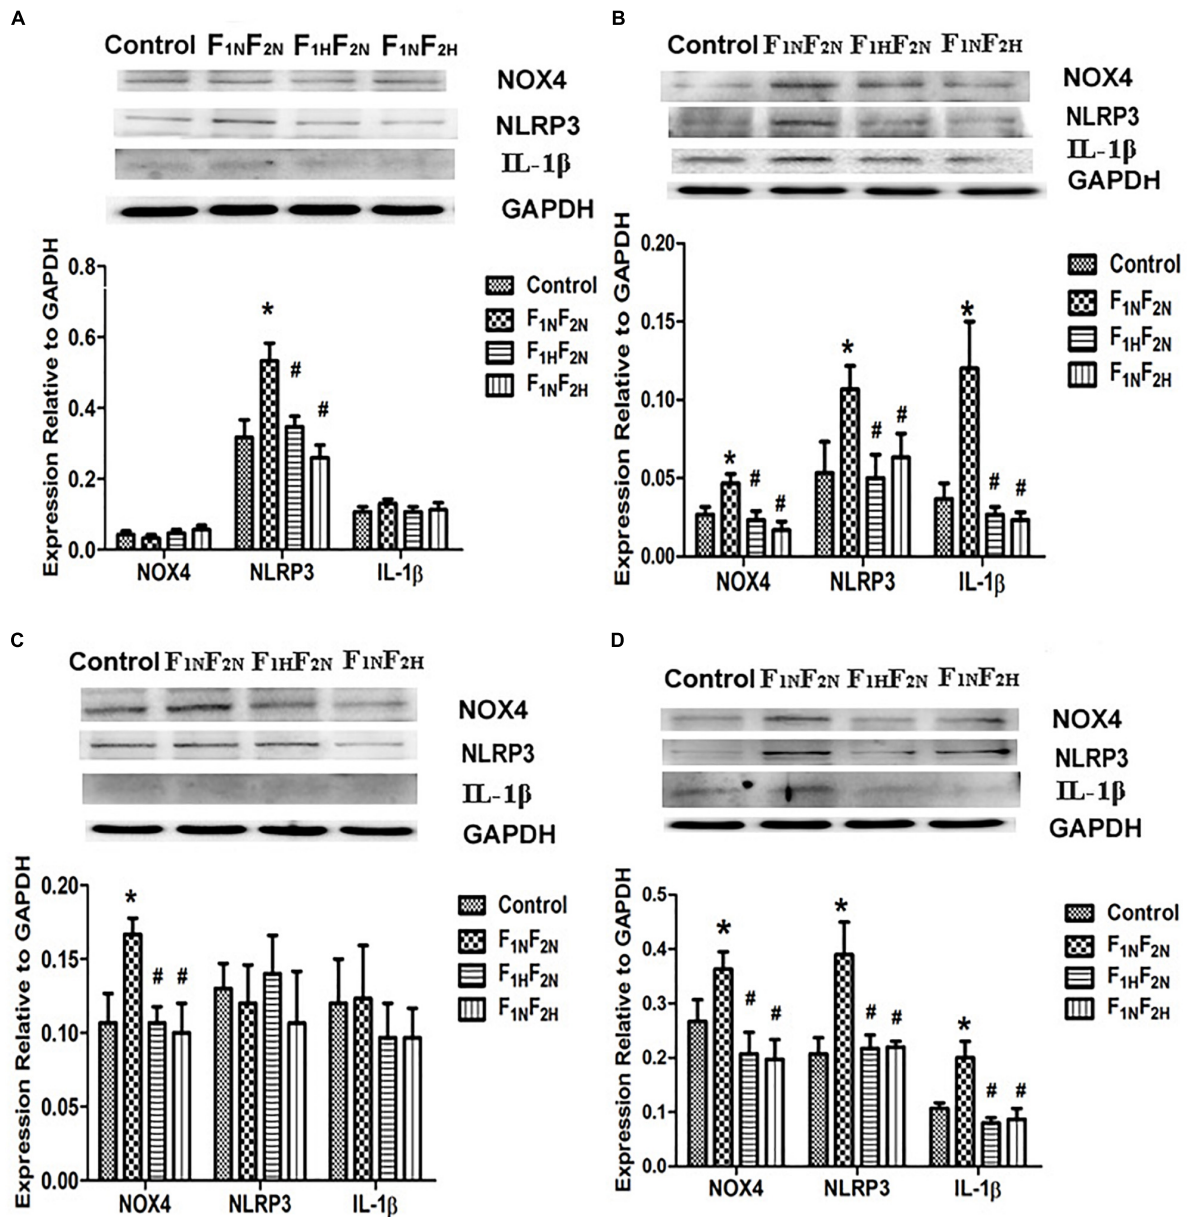 A
Control F1NF2N F1HF2N F1NF2H
NOX4
NLRP3
IL-1β
GAPDH
Expression Relative to GAPDH
0.8
0.6
0.4
0.2
0.0
*
#
#
NOX4 NLRP3 IL-1β
Control
F1NF2N
F1HF2N
F1NF2H
B
Control F1NF2N F1HF2N F1NF2H
NOX4
NLRP3
IL-1β
GAPDH
Expression Relative to GAPDH
0.20
0.15
0.10
0.05
0.00
* # #
* # #
* # #
NOX4 NLRP3 IL-1β
Control
F1NF2N
F1HF2N
F1NF2H
C
Control F1NF2N F1HF2N F1NF2H
NOX4
NLRP3
IL-1β
GAPDH
Expression Relative to GAPDH
0.20
0.15
0.10
0.05
0.00
*
# #
NOX4 NLRP3 IL-1β
Control
F1NF2N
F1HF2N
F1NF2H
D
Control F1NF2N F1HF2N F1NF2H
NOX4
NLRP3
IL-1β
GAPDH
Expression Relative to GAPDH
0.5
0.4
0.3
0.2
0.1
0.0
* # #
* # #
* # #
NOX4 NLRP3 IL-1β
Control
F1NF2N
F1HF2N
F1NF2H